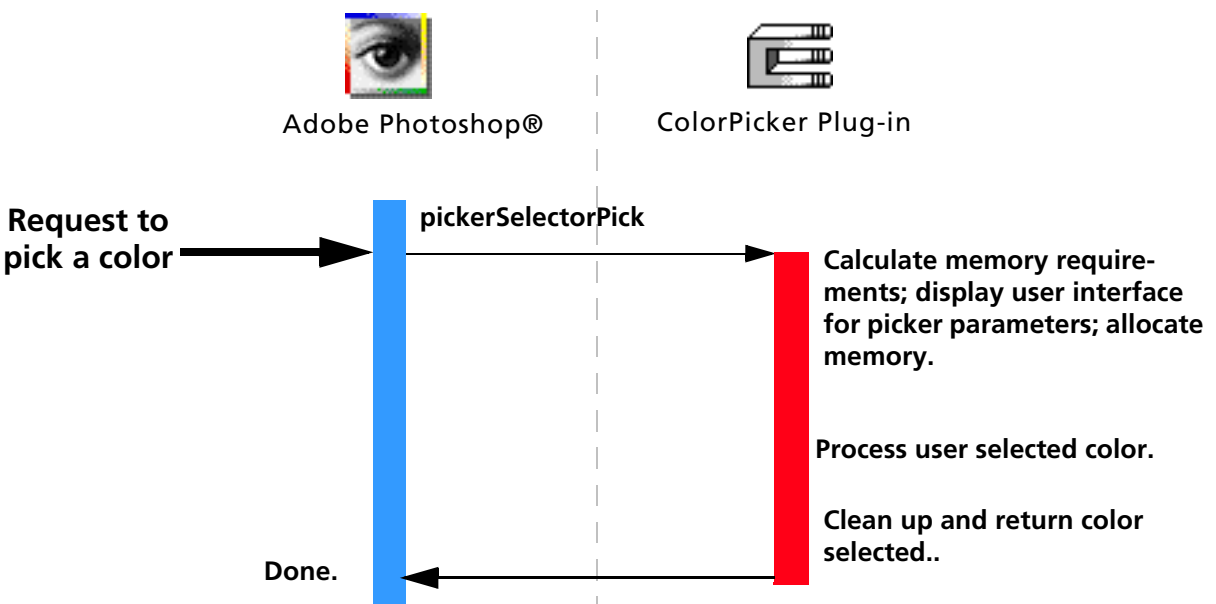 Adobe Photoshop®
ColorPicker Plug-in
Request to
pick a color
pickerSelectorPick
Calculate memory require-
ments; display user interface
for picker parameters; allocate
memory.
Process user selected color.
Clean up and return color
selected..
Done.